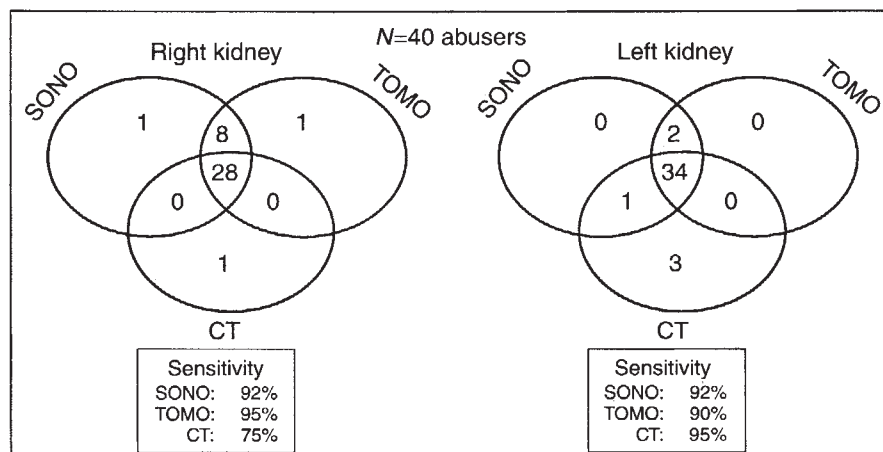 N=40 abusers
Right kidney
SONO
TOMO
1
8
1
28
0
0
1
CT
Sensitivity
SONO: 92%
TOMO: 95%
CT: 75%
Left kidney
SONO
TOMO
0
2
0
34
1
0
3
CT
Sensitivity
SONO: 92%
TOMO: 90%
CT: 95%